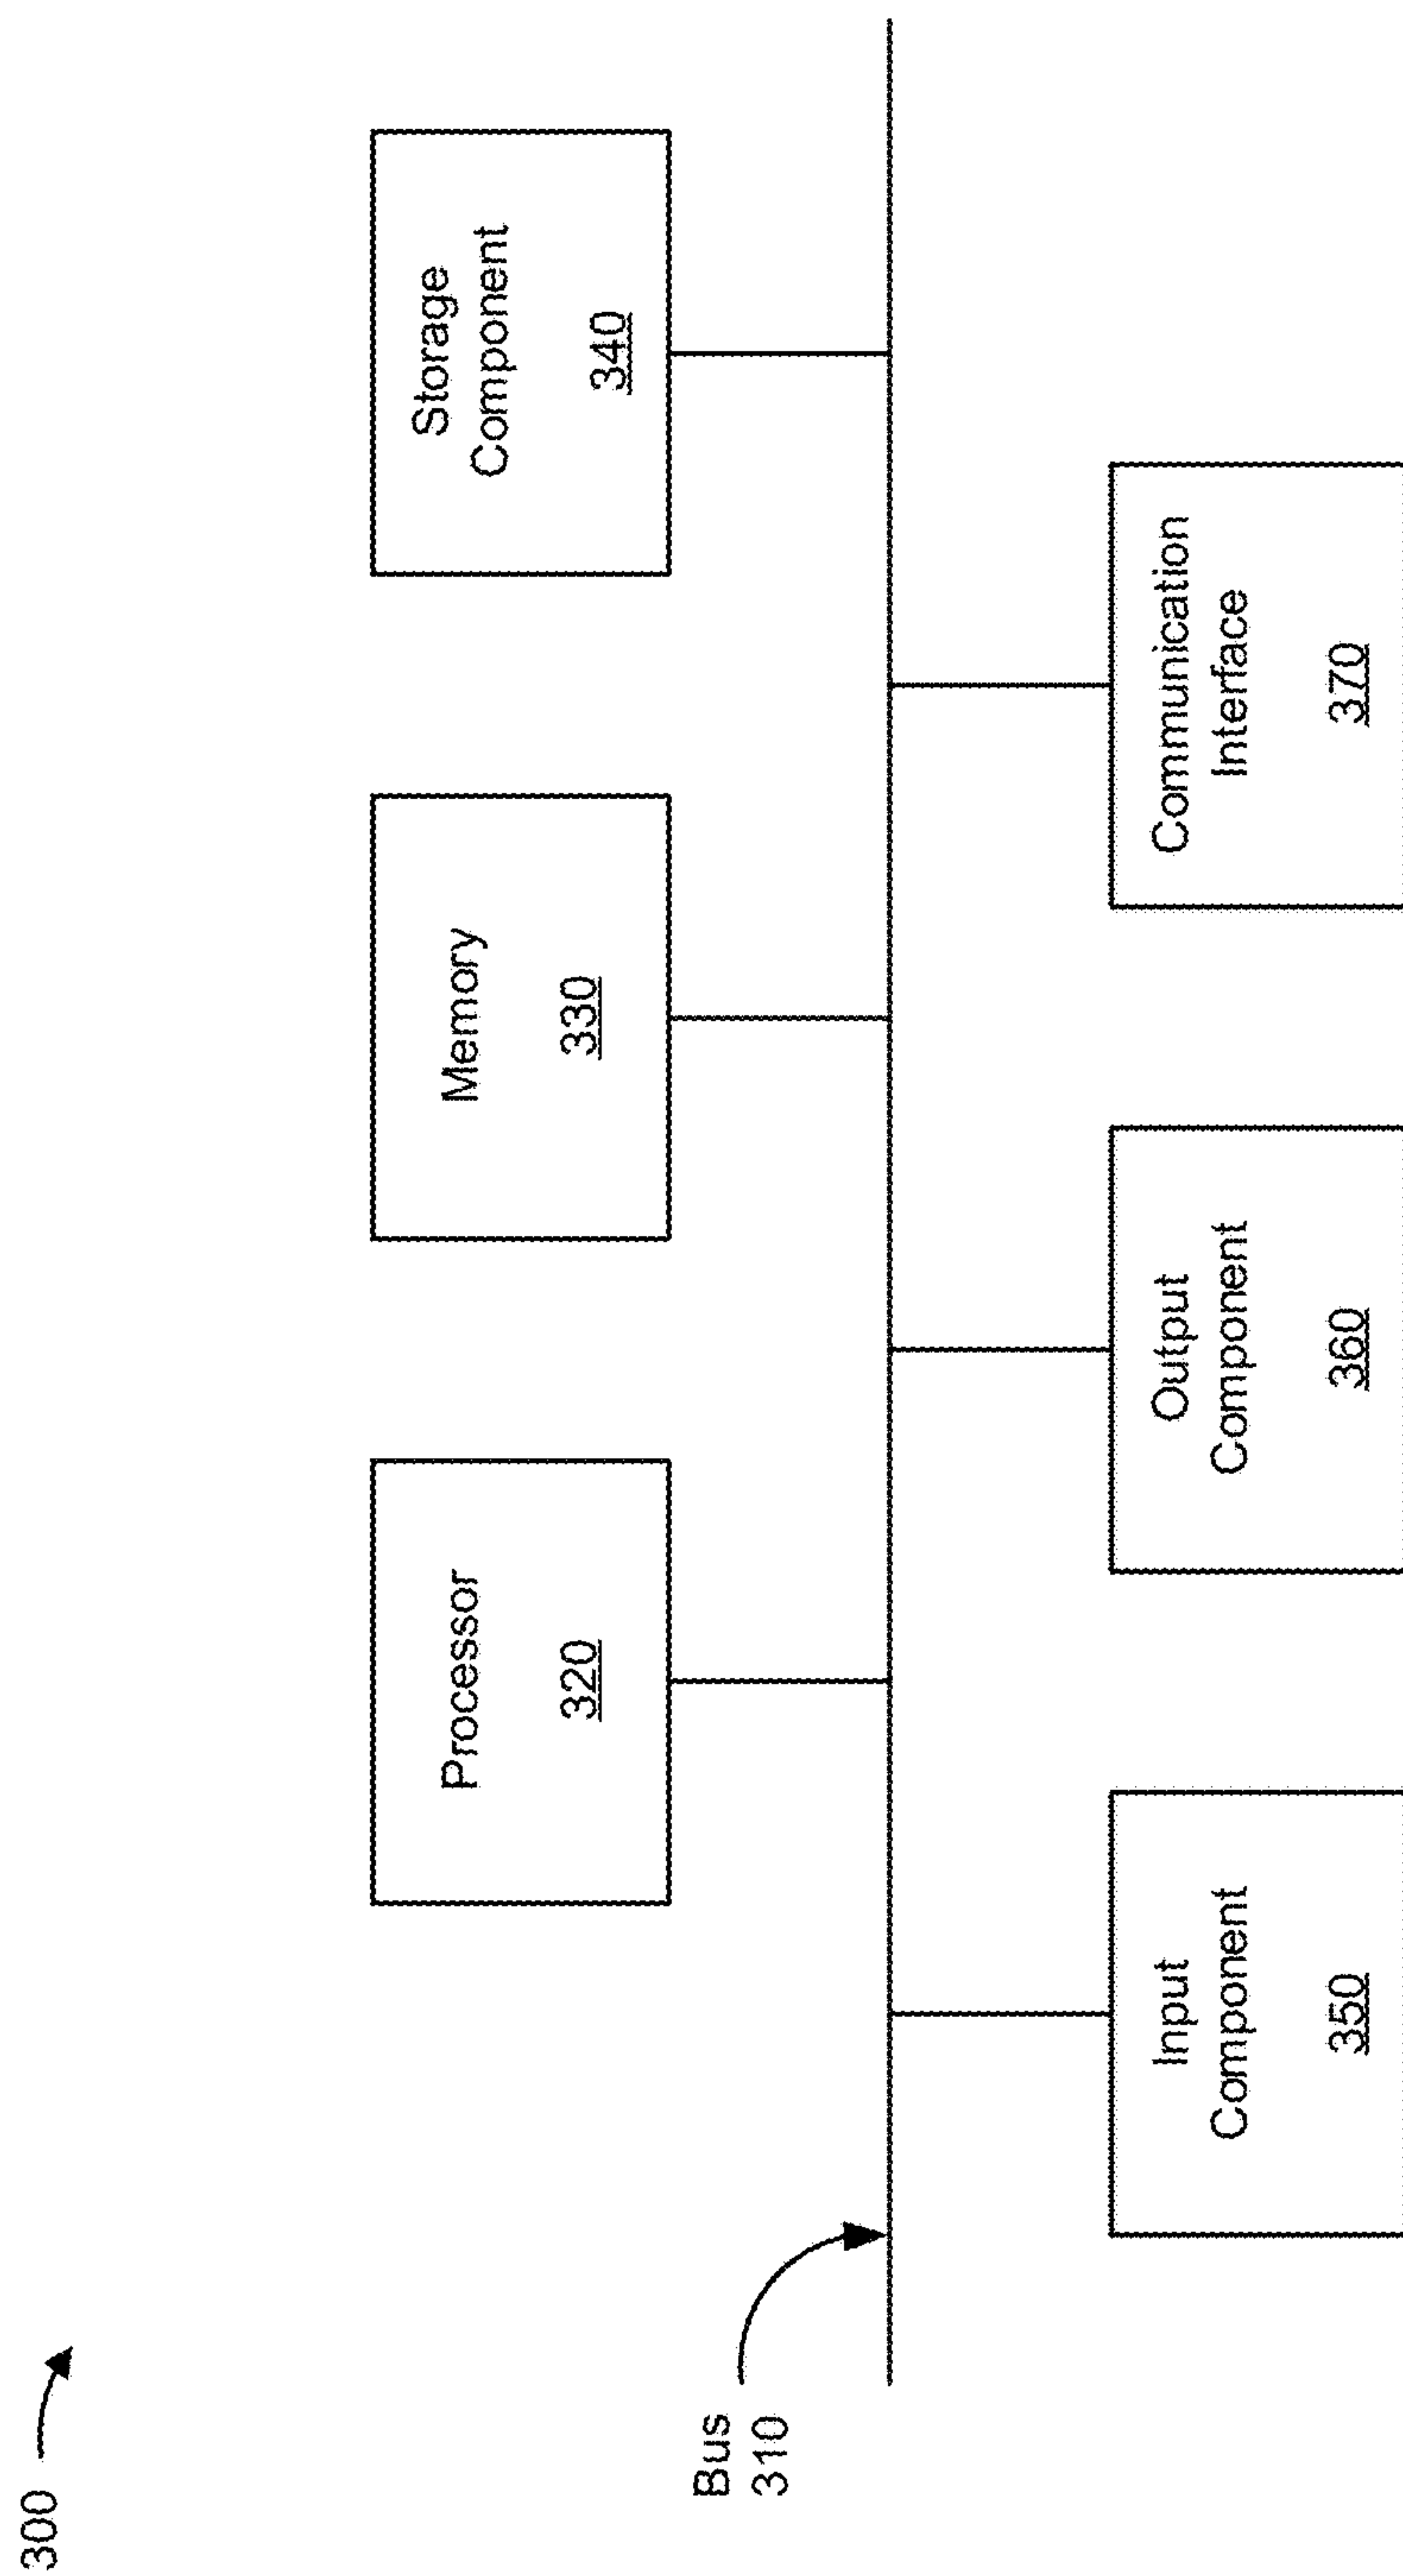 300
Processor
320
Memory
330
Storage
Component
340
Bus
310
Input
Component
350
Output
Component
360
Communication
Interface
370